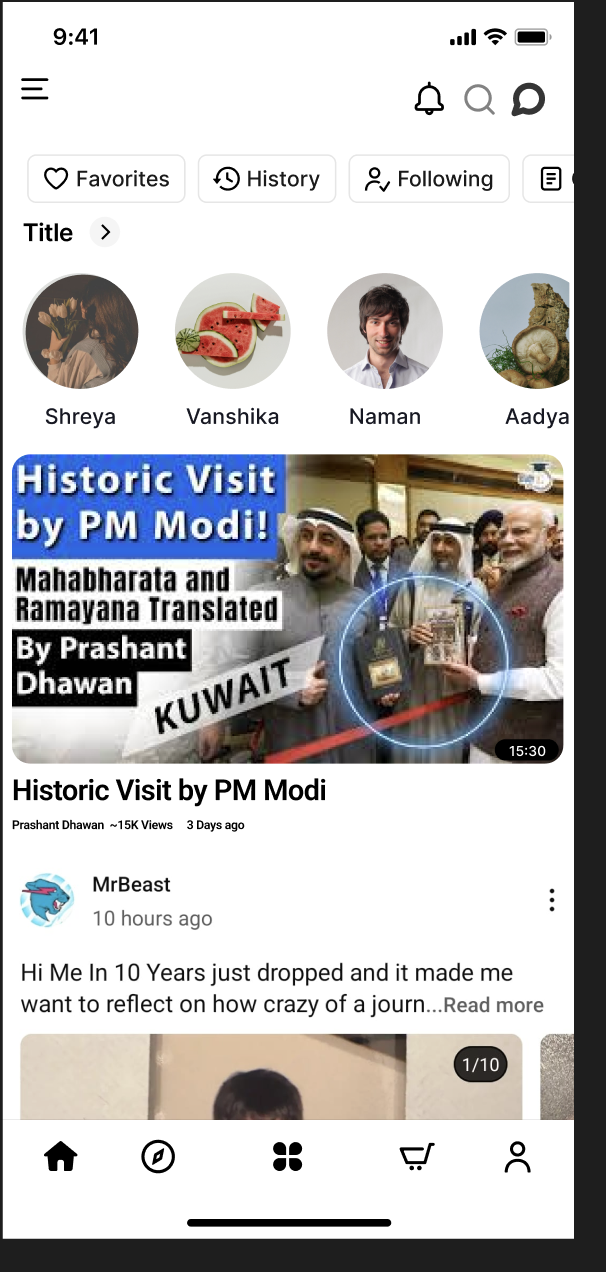 9:41
Favorites
History
Following
Title
Shreya
Vanshika
Naman
Aadya
Historic Visit
by PM Modi!
Mahabharata and
Ramayana Translated
By Prashant
Dhawan
KUWAIT
15:30
Historic Visit by PM Modi
Prashant Dhawan ~15K Views 3 Days ago
MrBeast
10 hours ago
Hi Me In 10 Years just dropped and it made me
want to reflect on how crazy of a journ...Read more
1/10